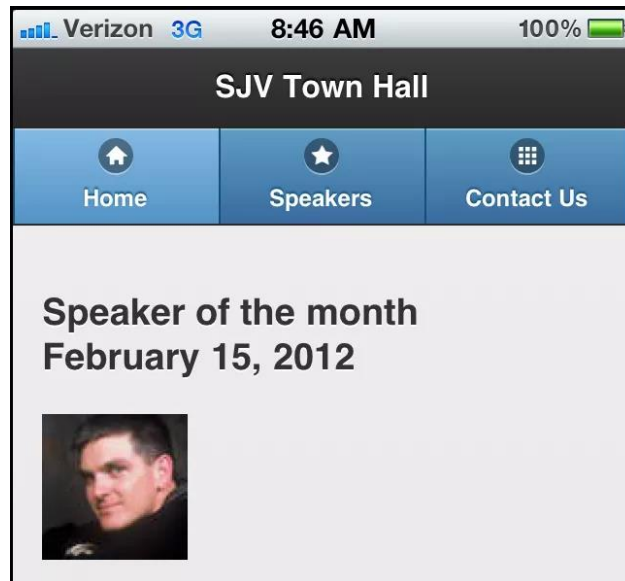 Verizon 3G 8:46 AM 100%
SJV Town Hall
Home Speakers Contact Us
Speaker of the month
February 15, 2012